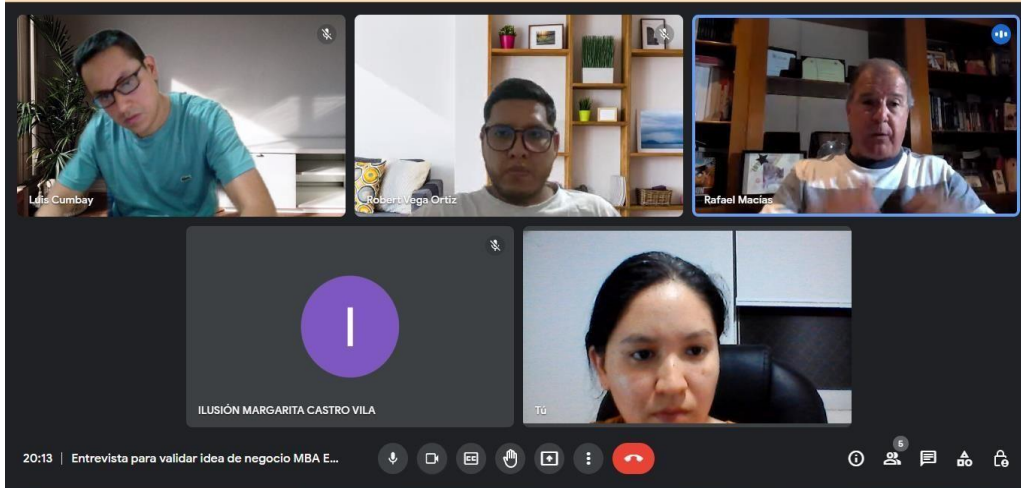 Luis Cumbay
Robert Vega Ortiz
Rafael Macías
I
ILUSIÓN MARGARITA CASTRO VILA
Tú
5
20:13 | Entrevista para validar idea de negocio MBA E...